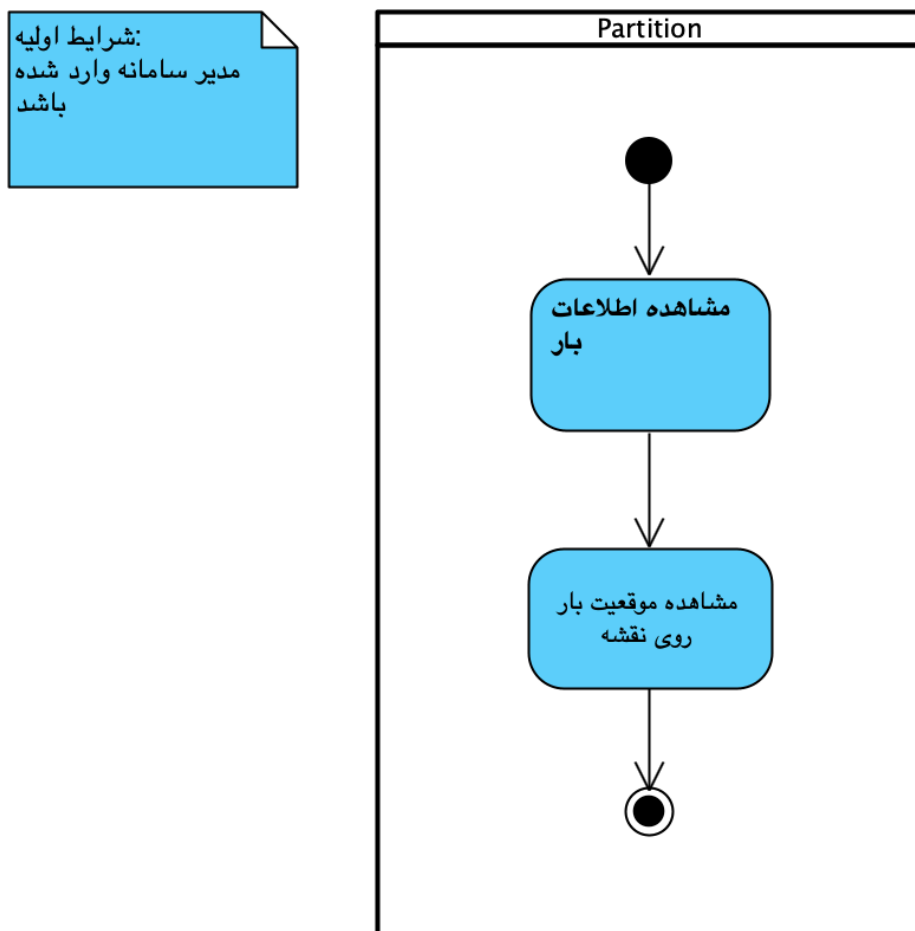 شرایط اولیه:
مدیر سامانه وارد شده
باشد
Partition
مشاهده اطلاعات
بار
مشاهده موقعیت بار
روی نقشه